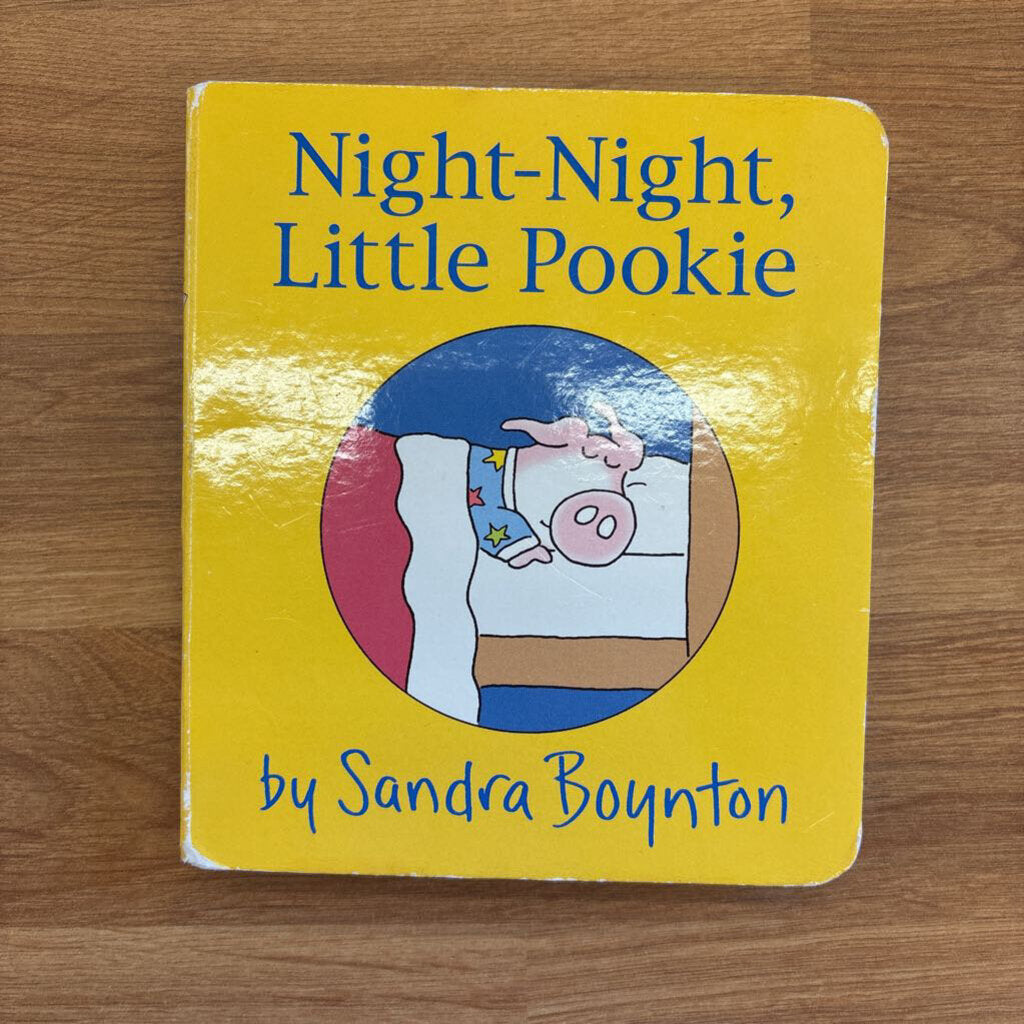 Night-Night,
Little Pookie
by Sandra Boynton